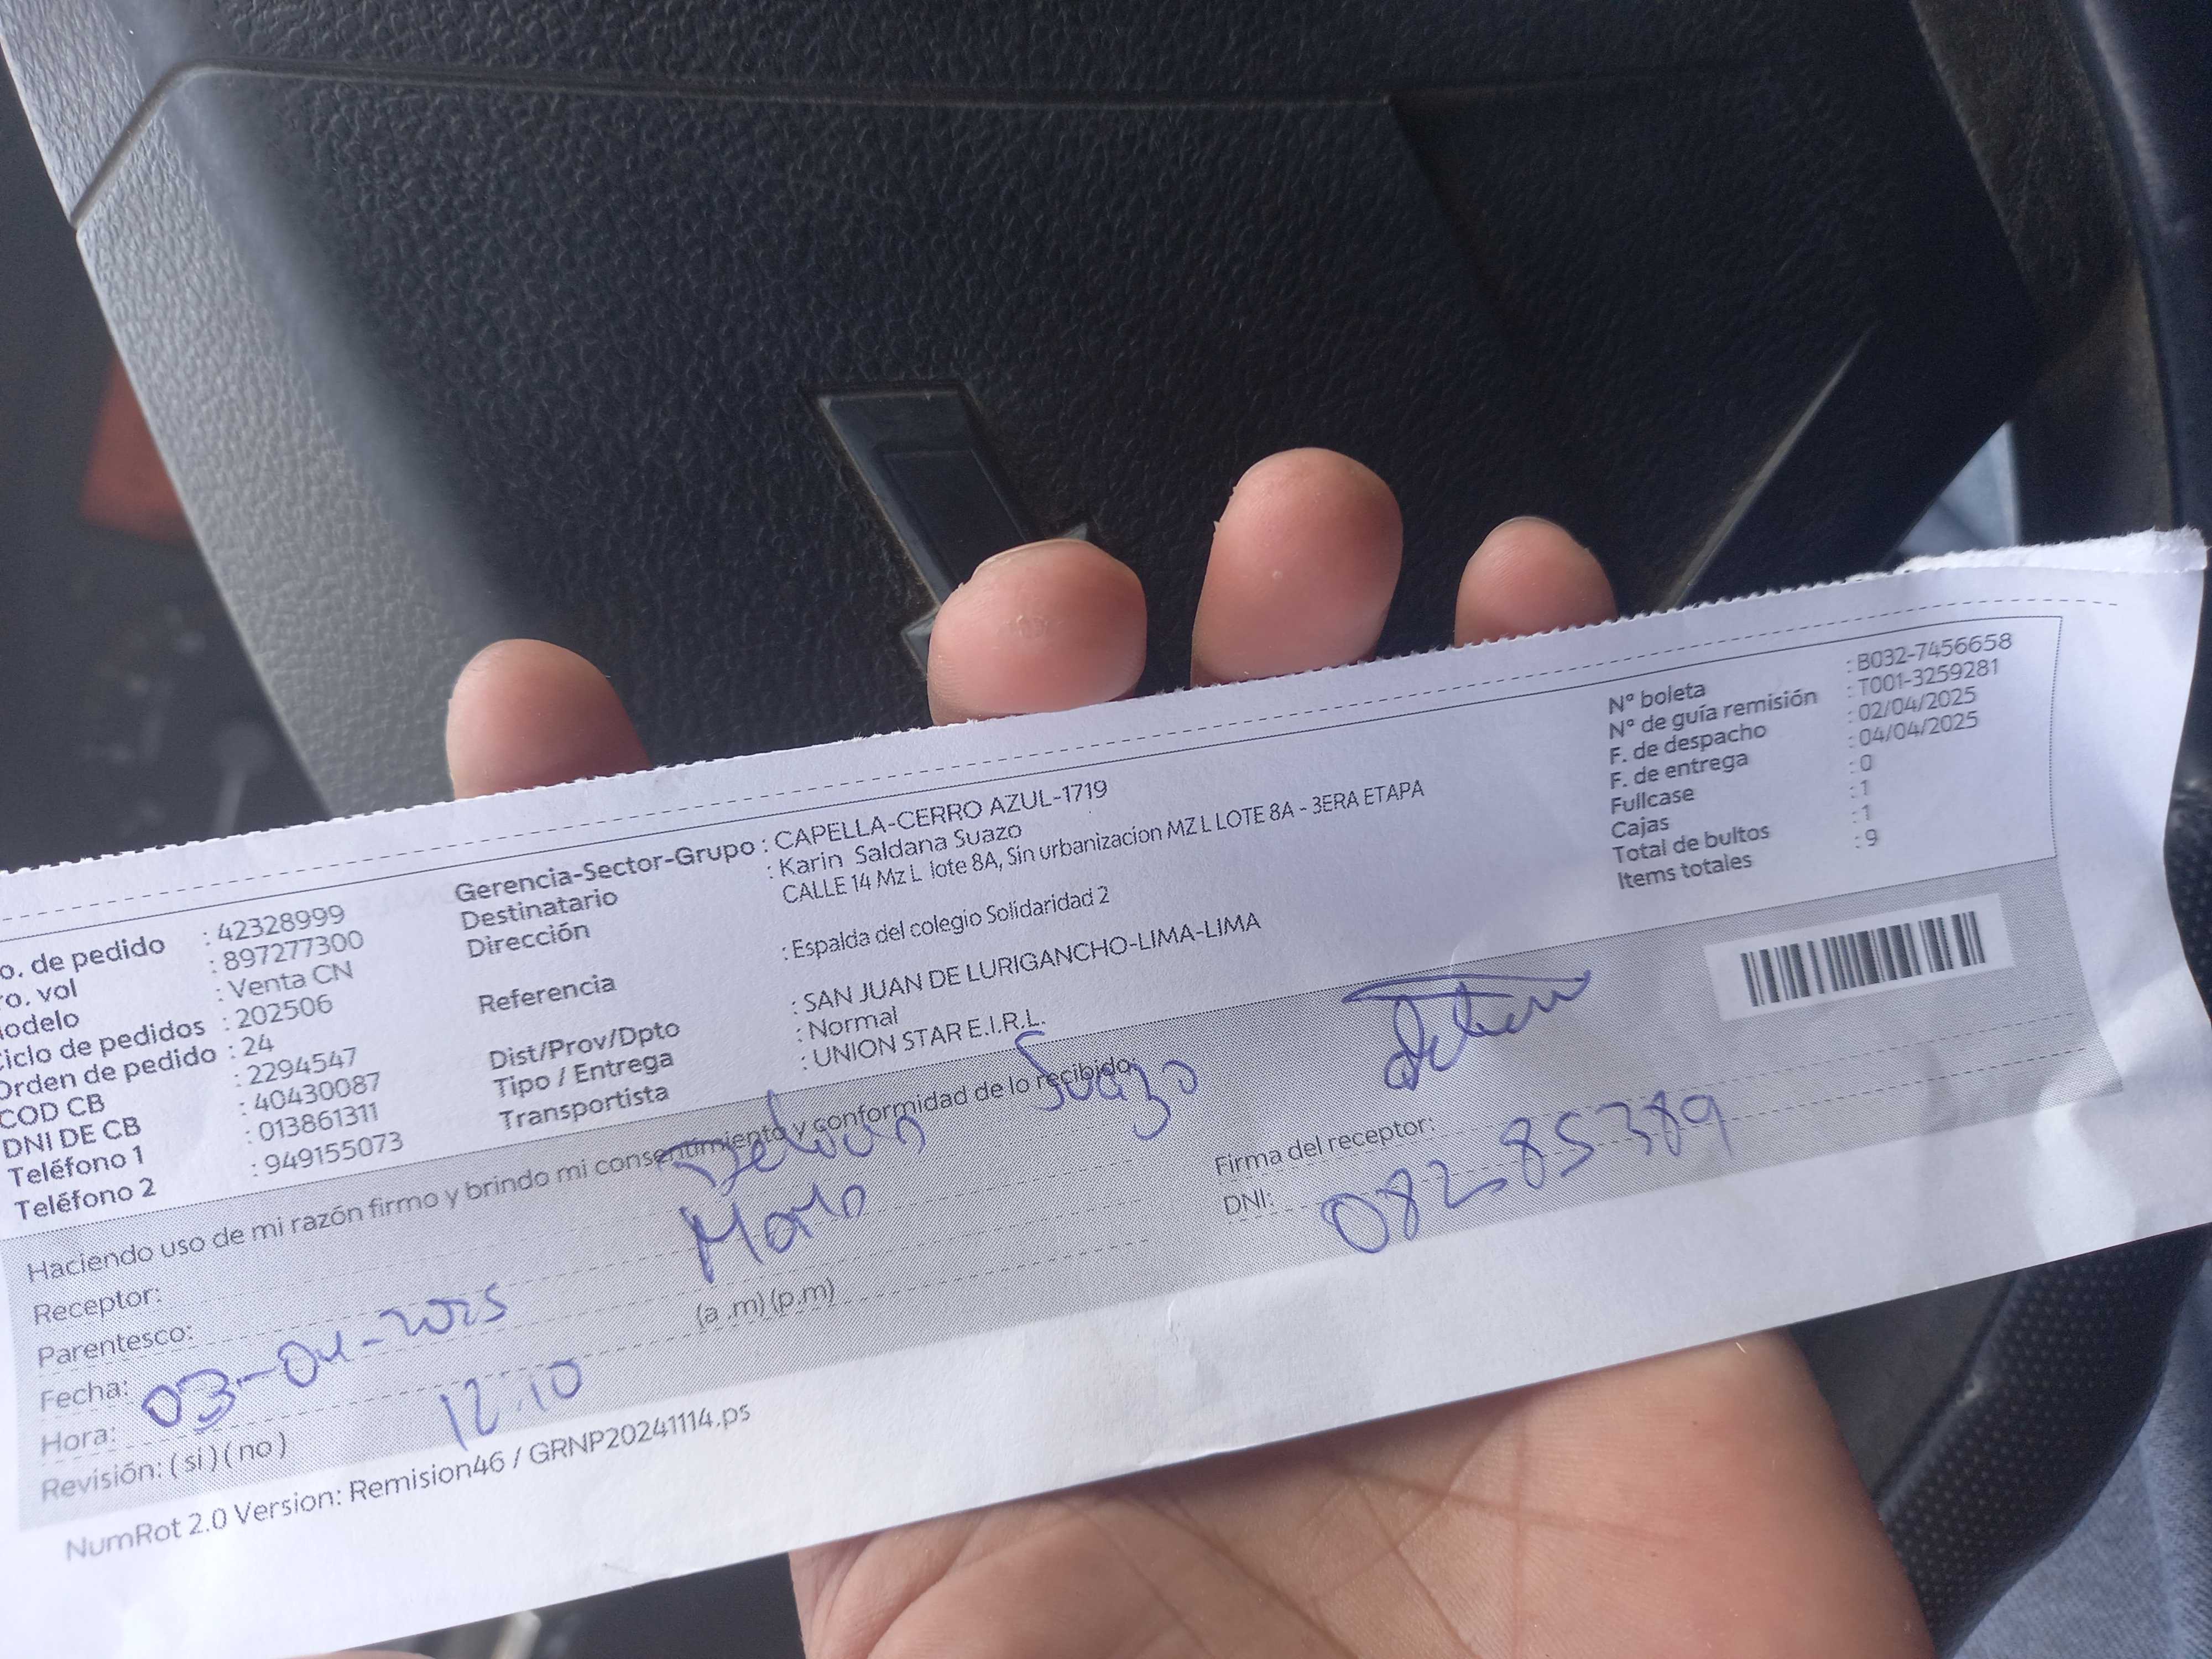 o. de pedido : 42328999
ro. vol : 897277300
odelo : Venta CN
Ciclo de pedidos : 202506
Orden de pedido : 24
COD CB : 2294547
DNI DE CB : 40430087
Teléfono 1 : 013861311
Teléfono 2 : 949155073
Gerencia-Sector-Grupo : CAPELLA-CERRO AZUL-1719
Destinatario : Karin Saldana Suazo
Dirección CALLE 14 Mz L lote 8A, Sin urbanizacion MZ L LOTE 8A - 3ERA ETAPA
Referencia : Espalda del colegio Solidaridad 2
Dist/Prov/Dpto : SAN JUAN DE LURIGANCHO-LIMA-LIMA
Tipo / Entrega : Normal
Transportista : UNION STAR E.I.R.L.
N° boleta : B032-7456658
N° de guía remisión : T001-3259281
F. de despacho : 02/04/2025
F. de entrega : 04/04/2025
Fullcase : 0
Cajas : 1
Total de bultos : 1
Items totales : 9
Haciendo uso de mi razón firmo y brindo mi consentimiento y conformidad de lo recibido:
Receptor: Suazo
Parentesco:
Fecha: 03-04-2025
Hora: 12.10 (a .m) (p.m)
Revisión: ( si ) ( no )
Firma del receptor:
DNI: 08285389
NumRot 2.0 Version: Remision46 / GRNP20241114.ps